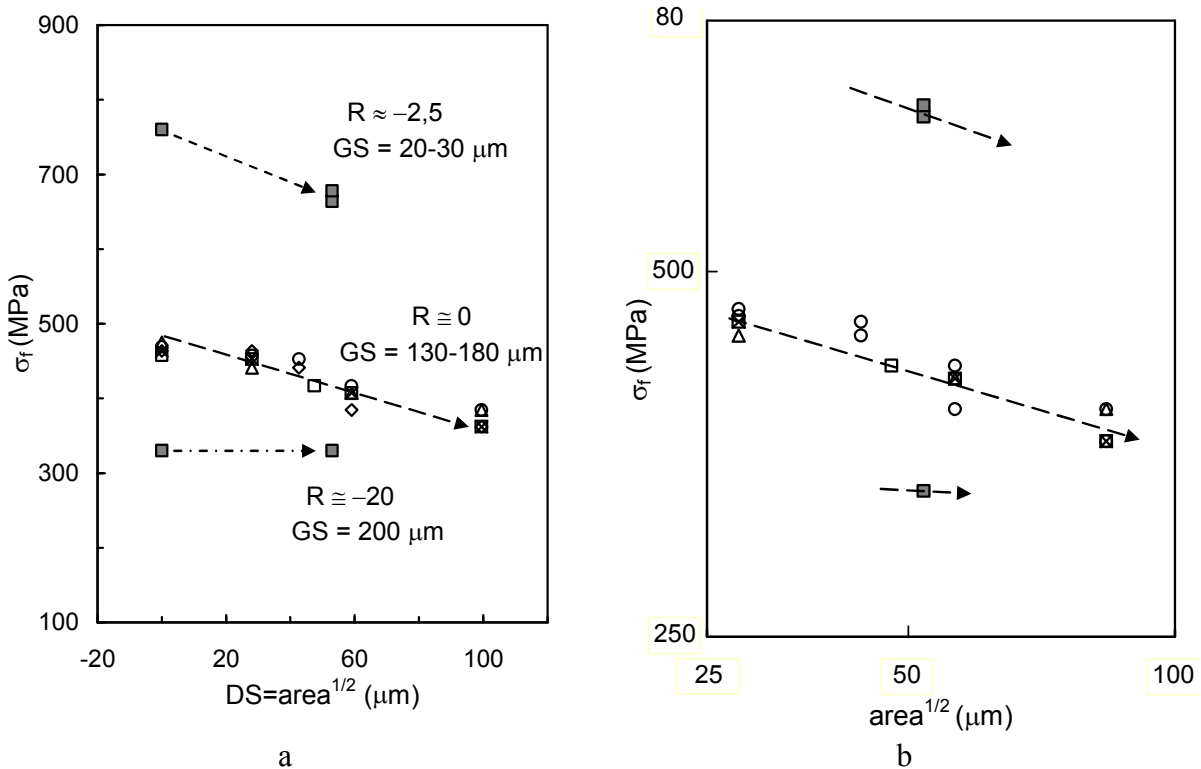 900
700
500
300
100
σf (MPa)
R ≈ −2,5
GS = 20-30 μm
R ≅ 0
GS = 130-180 μm
R ≅ −20
GS = 200 μm
-20 20 60 100
DS=area1/2 (μm)
a
80
500
250
σf (MPa)
25 50 100
area1/2 (μm)
b